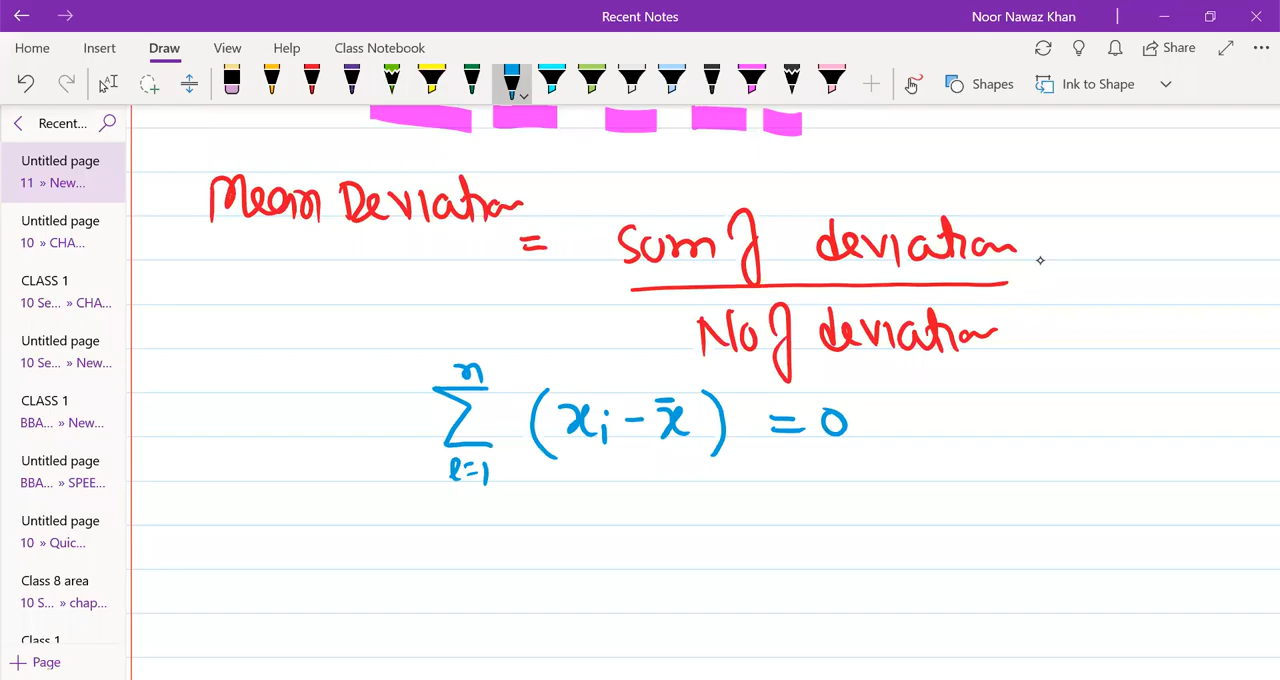 Recent Notes
Noor Nawaz Khan
Home Insert Draw View Help Class Notebook
Share
Shapes
Ink to Shape
Recent...
Untitled page
11 » New...
Untitled page
10 » CHA...
CLASS 1
10 Se... » CHA...
Untitled page
10 Se... » New...
CLASS 1
BBA... » New...
Untitled page
BBA... » SPEE...
Untitled page
10 » Quic...
Class 8 area
10 S... » chap...
Class 1
+ Page
Mean Deviation
= Sum of deviation
No of deviation
n
∑ (xi - x̄) = 0
i=1